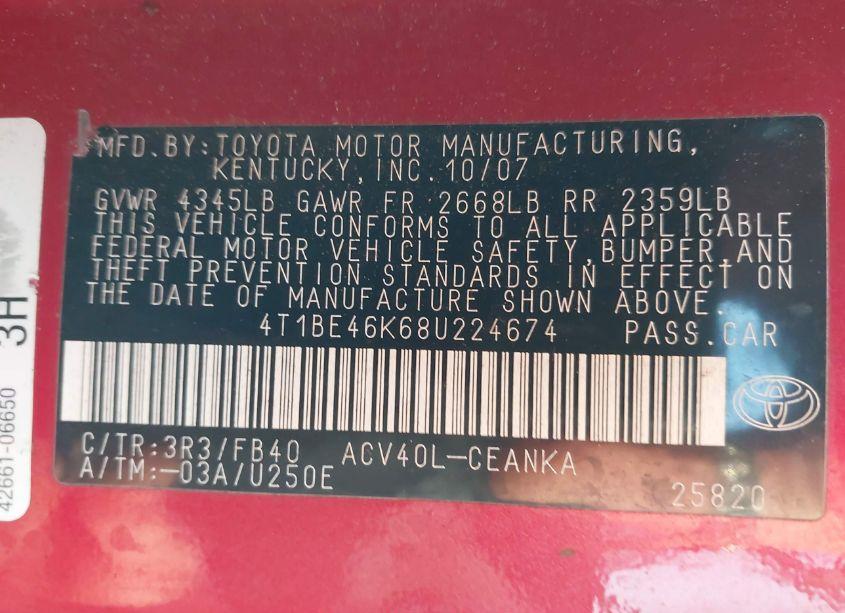 MFD.BY:TOYOTA MOTOR MANUFACTURING,
KENTUCKY, INC. 10/07
GVWR 4345LB GAWR FR 2668LB RR 2359LB
THIS VEHICLE CONFORMS TO ALL APPLICABLE
FEDERAL MOTOR VEHICLE SAFETY,BUMPER,AND
THEFT PREVENTION STANDARDS IN EFFECT ON
THE DATE OF MANUFACTURE SHOWN ABOVE.
4T1BE46K68U224674 PASS.CAR
C/TR:3R3/FB40 ACV40L-CEANKA
A/TM:-03A/U250E
25820
42661-06650
3H